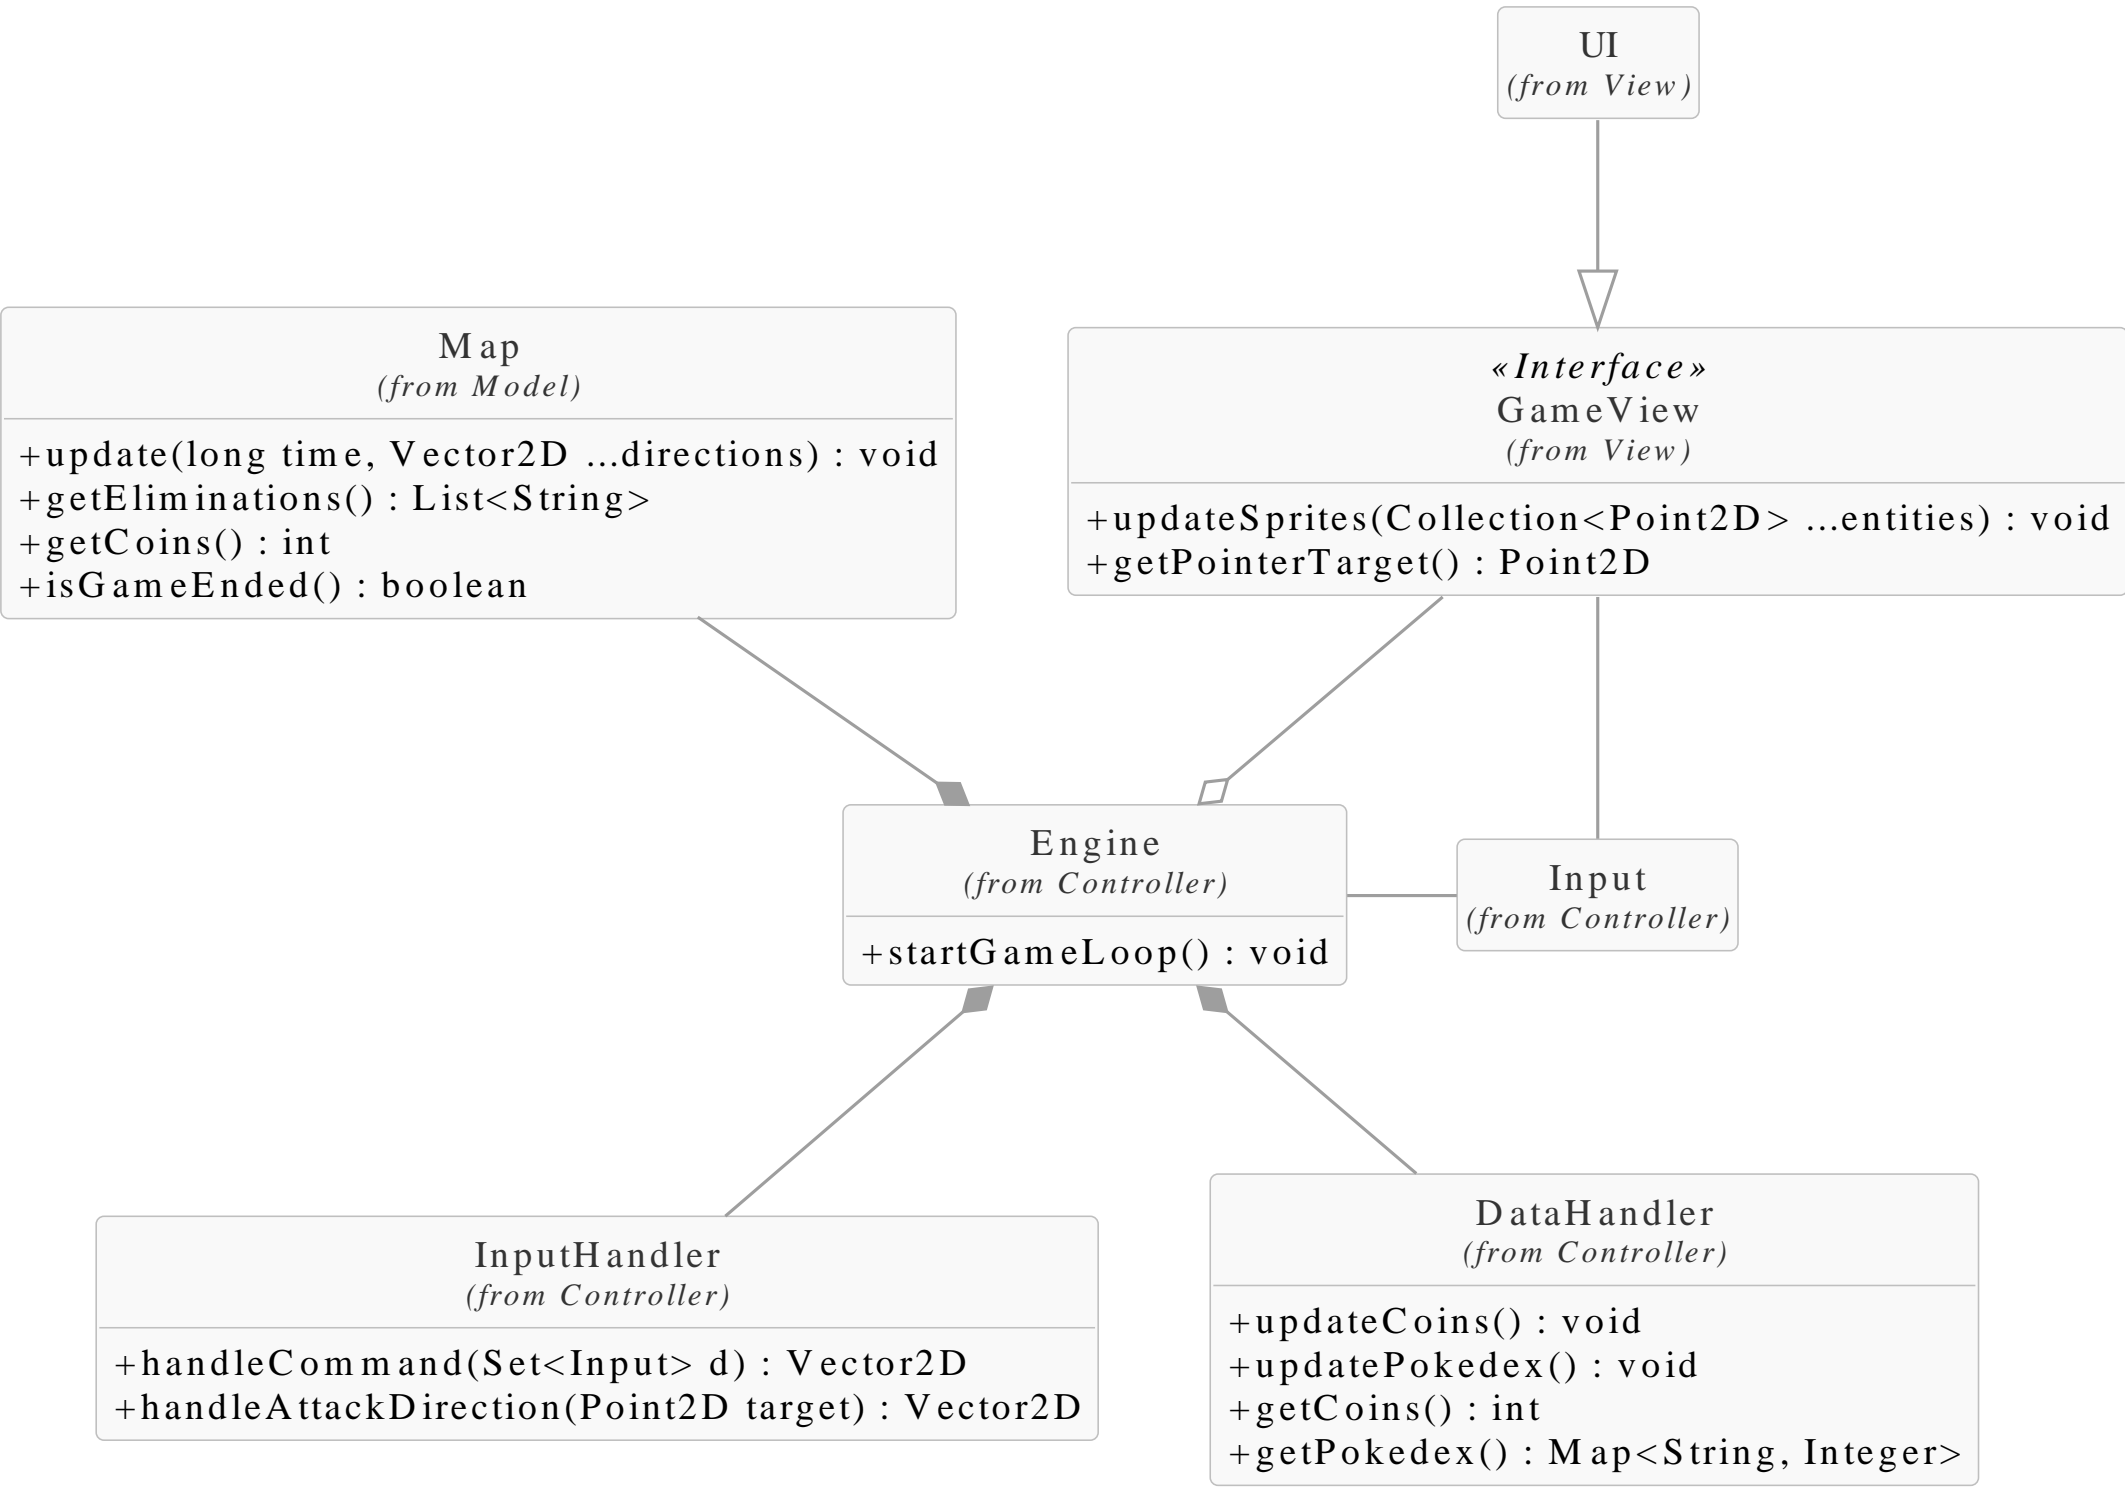 UI
(from View)
Map
(from Model)
+update(long time, Vector2D ...directions) : void
+getEliminations() : List<String>
+getCoins() : int
+isGameEnded() : boolean
«Interface»
GameView
(from View)
+updateSprites(Collection<Point2D> ...entities) : void
+getPointerTarget() : Point2D
Engine
(from Controller)
+startGameLoop() : void
Input
(from Controller)
InputHandler
(from Controller)
+handleCommand(Set<Input> d) : Vector2D
+handleAttackDirection(Point2D target) : Vector2D
DataHandler
(from Controller)
+updateCoins() : void
+updatePokedex() : void
+getCoins() : int
+getPokedex() : Map<String, Integer>